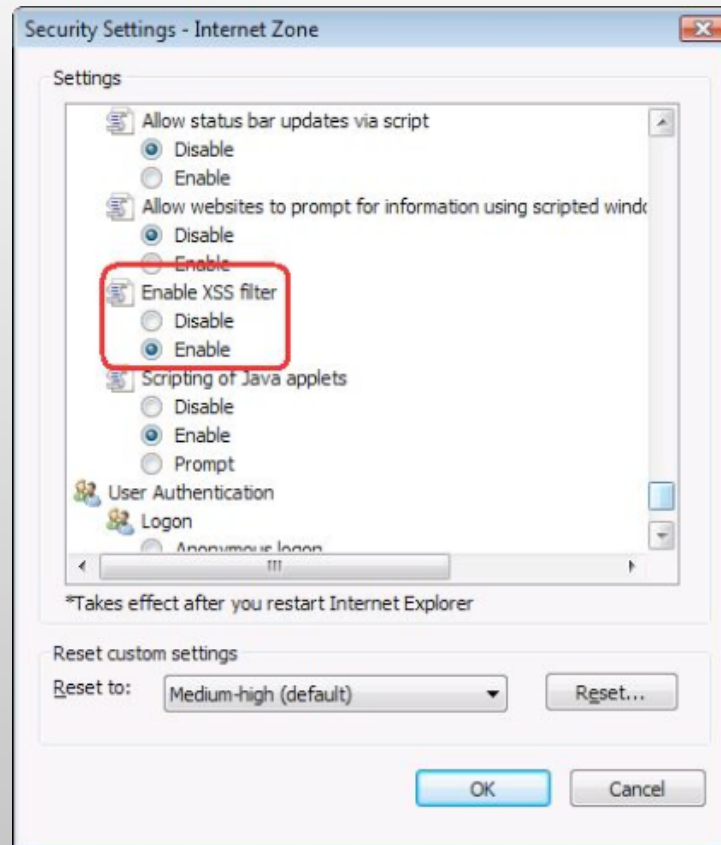 Security Settings - Internet Zone
Settings
Allow status bar updates via script
Disable
Enable
Allow websites to prompt for information using scripted windo
Disable
Enable
Enable XSS filter
Disable
Enable
Scripting of Java applets
Disable
Enable
Prompt
User Authentication
Logon
Anonymous logon
*Takes effect after you restart Internet Explorer
Reset custom settings
Reset to:
Medium-high (default)
Reset...
OK
Cancel